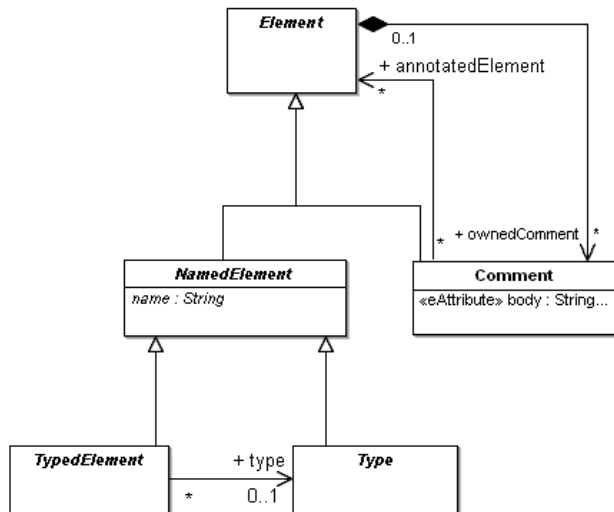 Element
0..1
+ annotatedElement
*
* + ownedComment *
NamedElement
name : String
Comment
«eAttribute» body : String...
TypedElement
+ type
Type
* 0..1